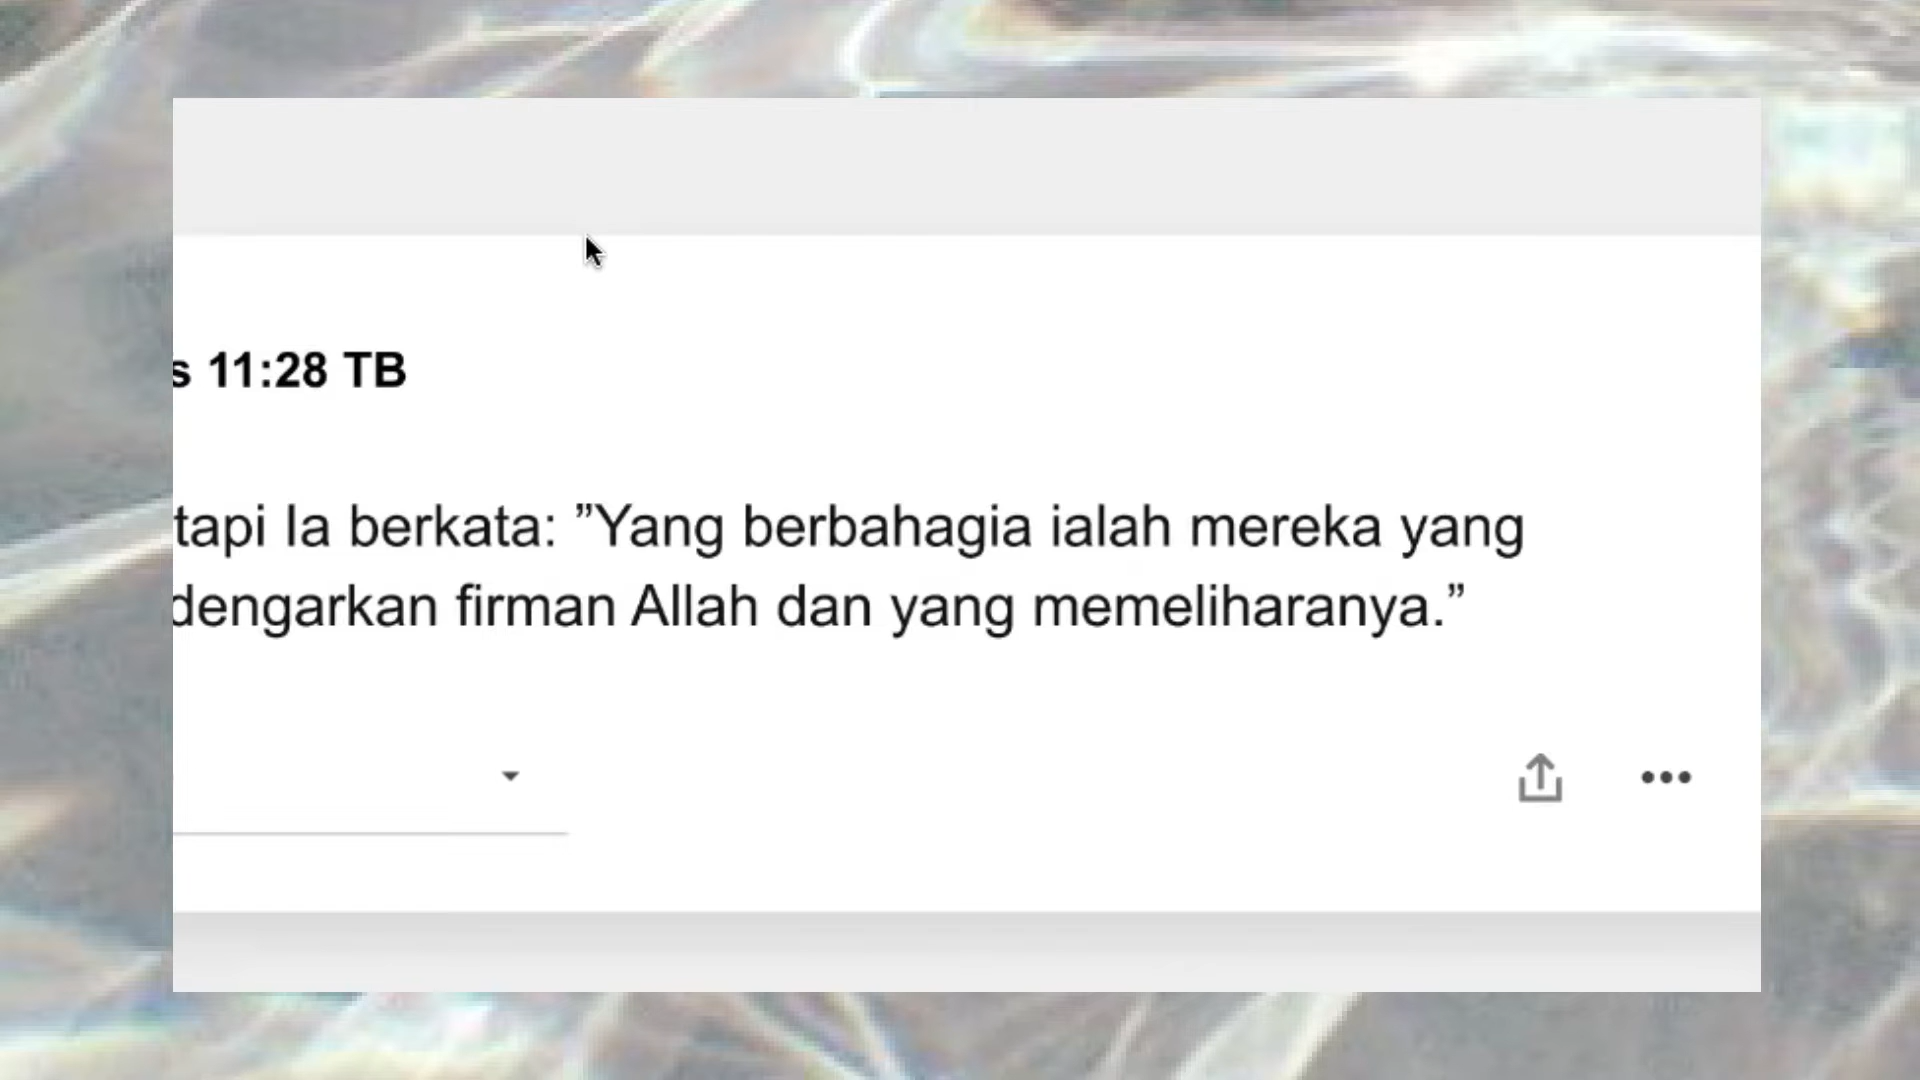 s 11:28 TB
tapi Ia berkata: ”Yang berbahagia ialah mereka yang
dengarkan firman Allah dan yang memeliharanya.”